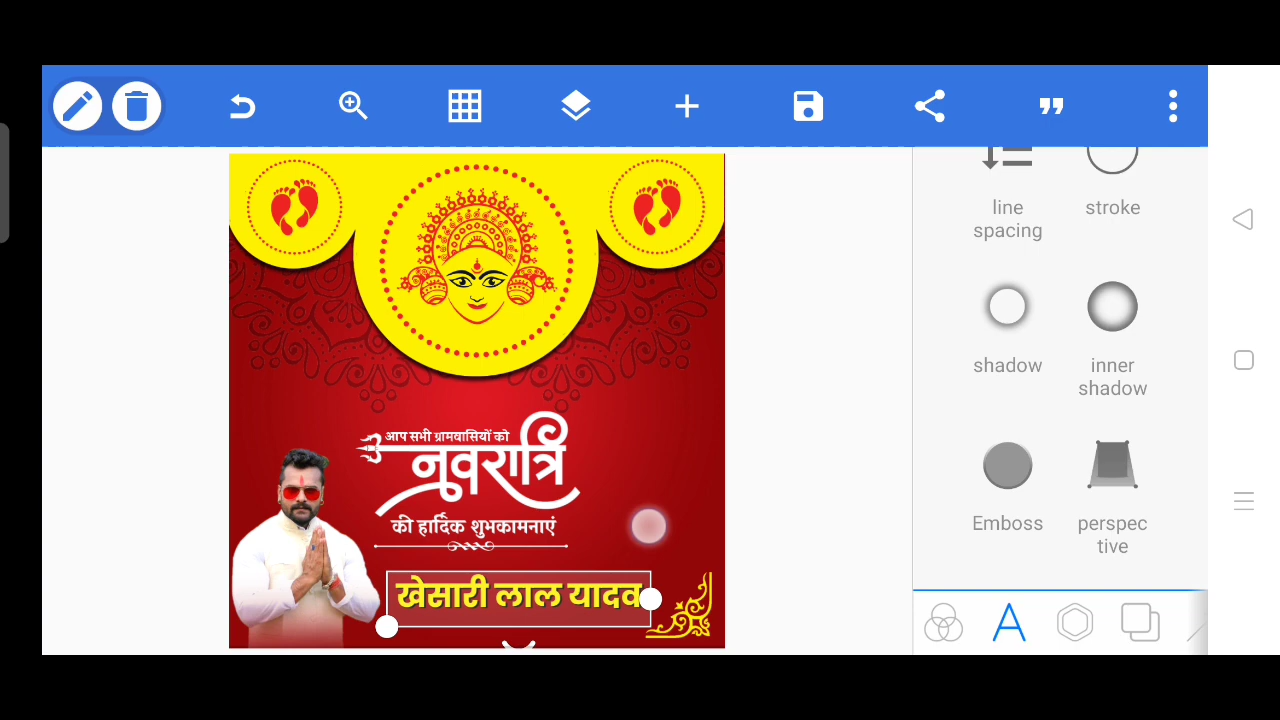 line
spacing
stroke
shadow
inner
shadow
Emboss
perspec
tive
आप सभी ग्रामवासियों को
नवरात्रि
की हार्दिक शुभकामनाएं
खेसारी लाल यादव